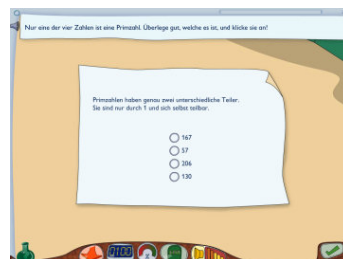 Nur eine der vier Zahlen ist eine Primzahl. Überlege gut, welche es ist, und klicke sie an!
Primzahlen haben genau zwei unterschiedliche Teiler.
Sie sind nur durch 1 und sich selbst teilbar.
167
57
206
130
0100